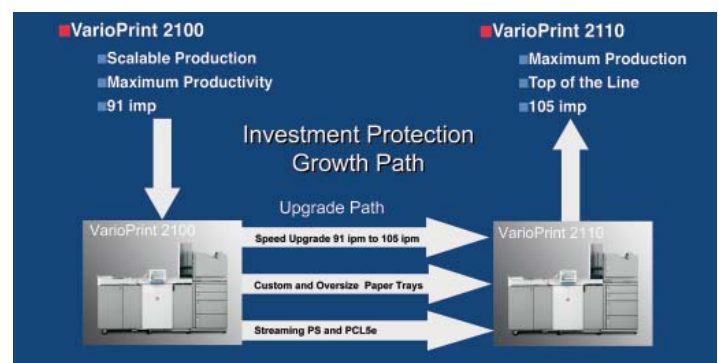 VarioPrint 2100
Scalable Production
Maximum Productivity
91 imp
VarioPrint 2110
Maximum Production
Top of the Line
105 imp
Investment Protection
Growth Path
Upgrade Path
VarioPrint 2100
Speed Upgrade 91 ipm to 105 ipm
Custom and Oversize Paper Trays
Streaming PS and PCL5e
VarioPrint 2110